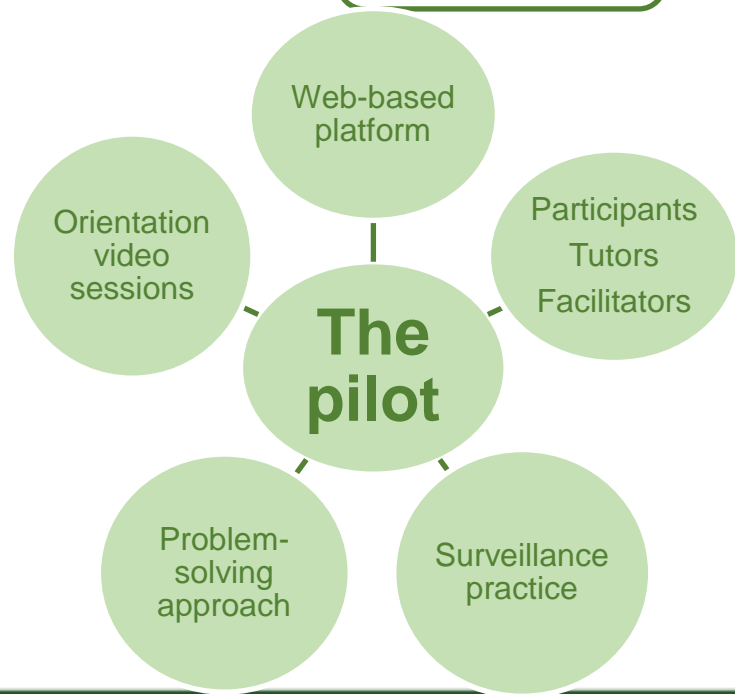 Web-based
platform
Participants
Tutors
Facilitators
Surveillance
practice
Problem-
solving
approach
Orientation
video
sessions
The
pilot